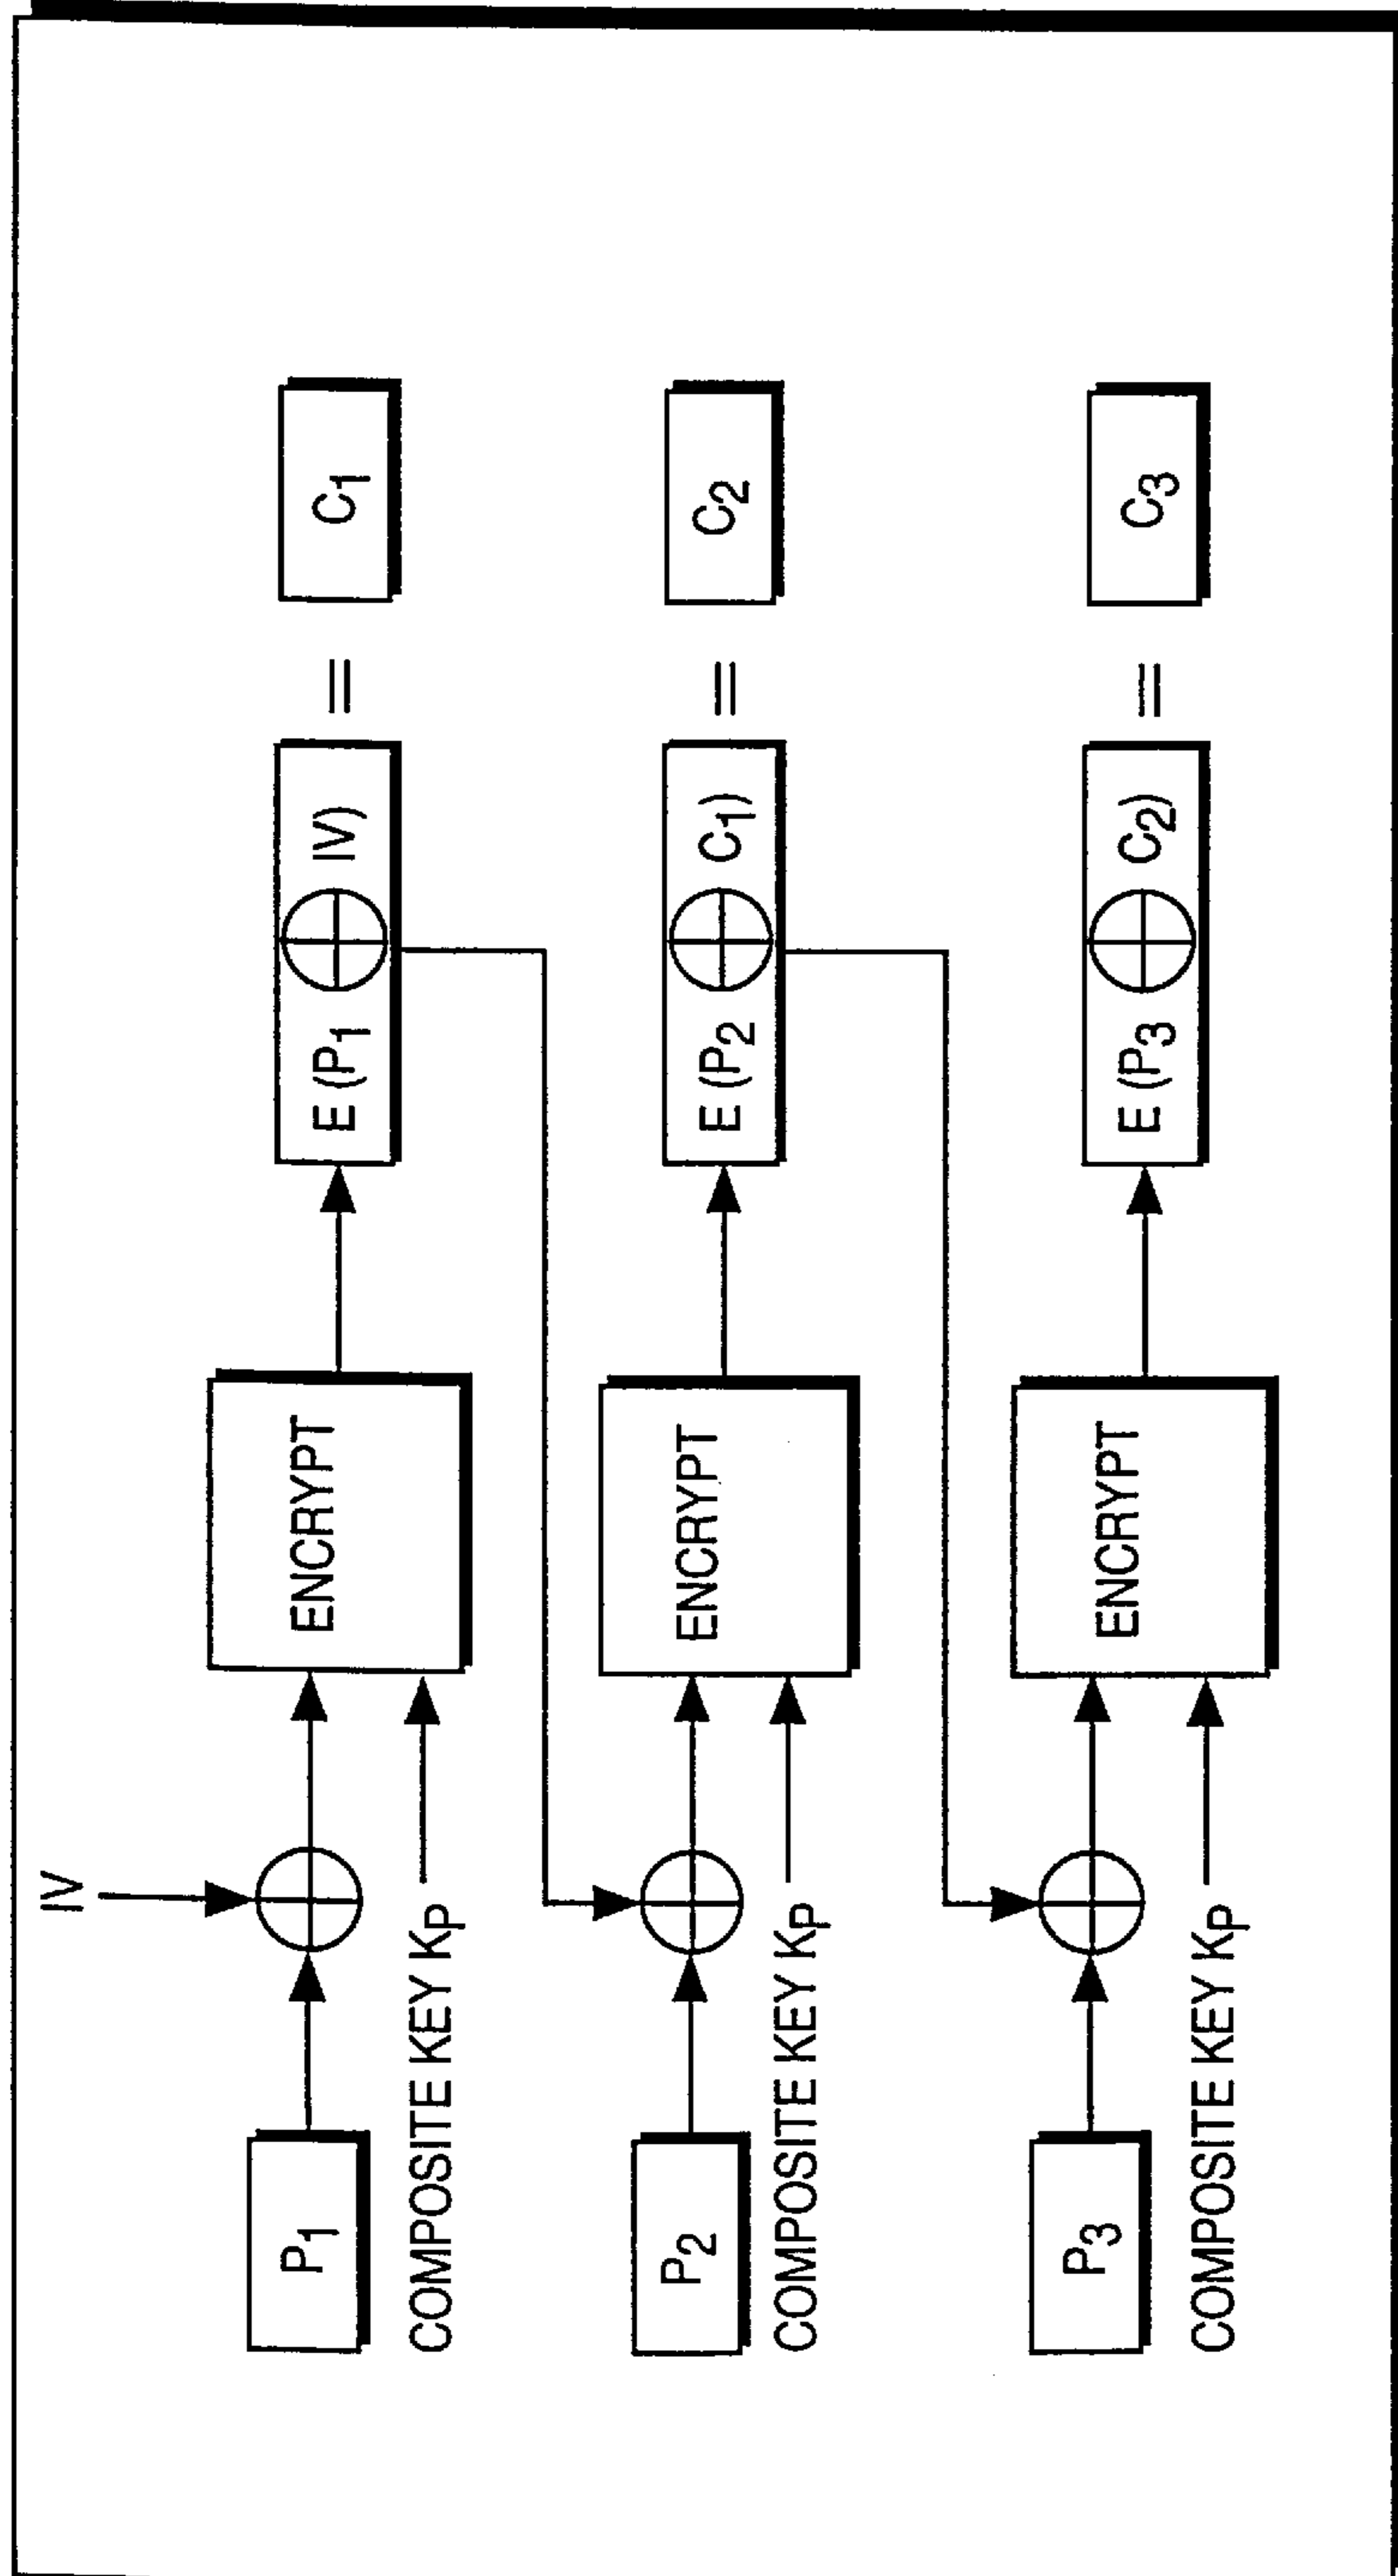 IV
P1
COMPOSITE KEY KP
ENCRYPT
E (P1 ⊕ IV)
=
C1
P2
COMPOSITE KEY KP
ENCRYPT
E (P2 ⊕ C1)
=
C2
P3
COMPOSITE KEY KP
ENCRYPT
E (P3 ⊕ C2)
=
C3